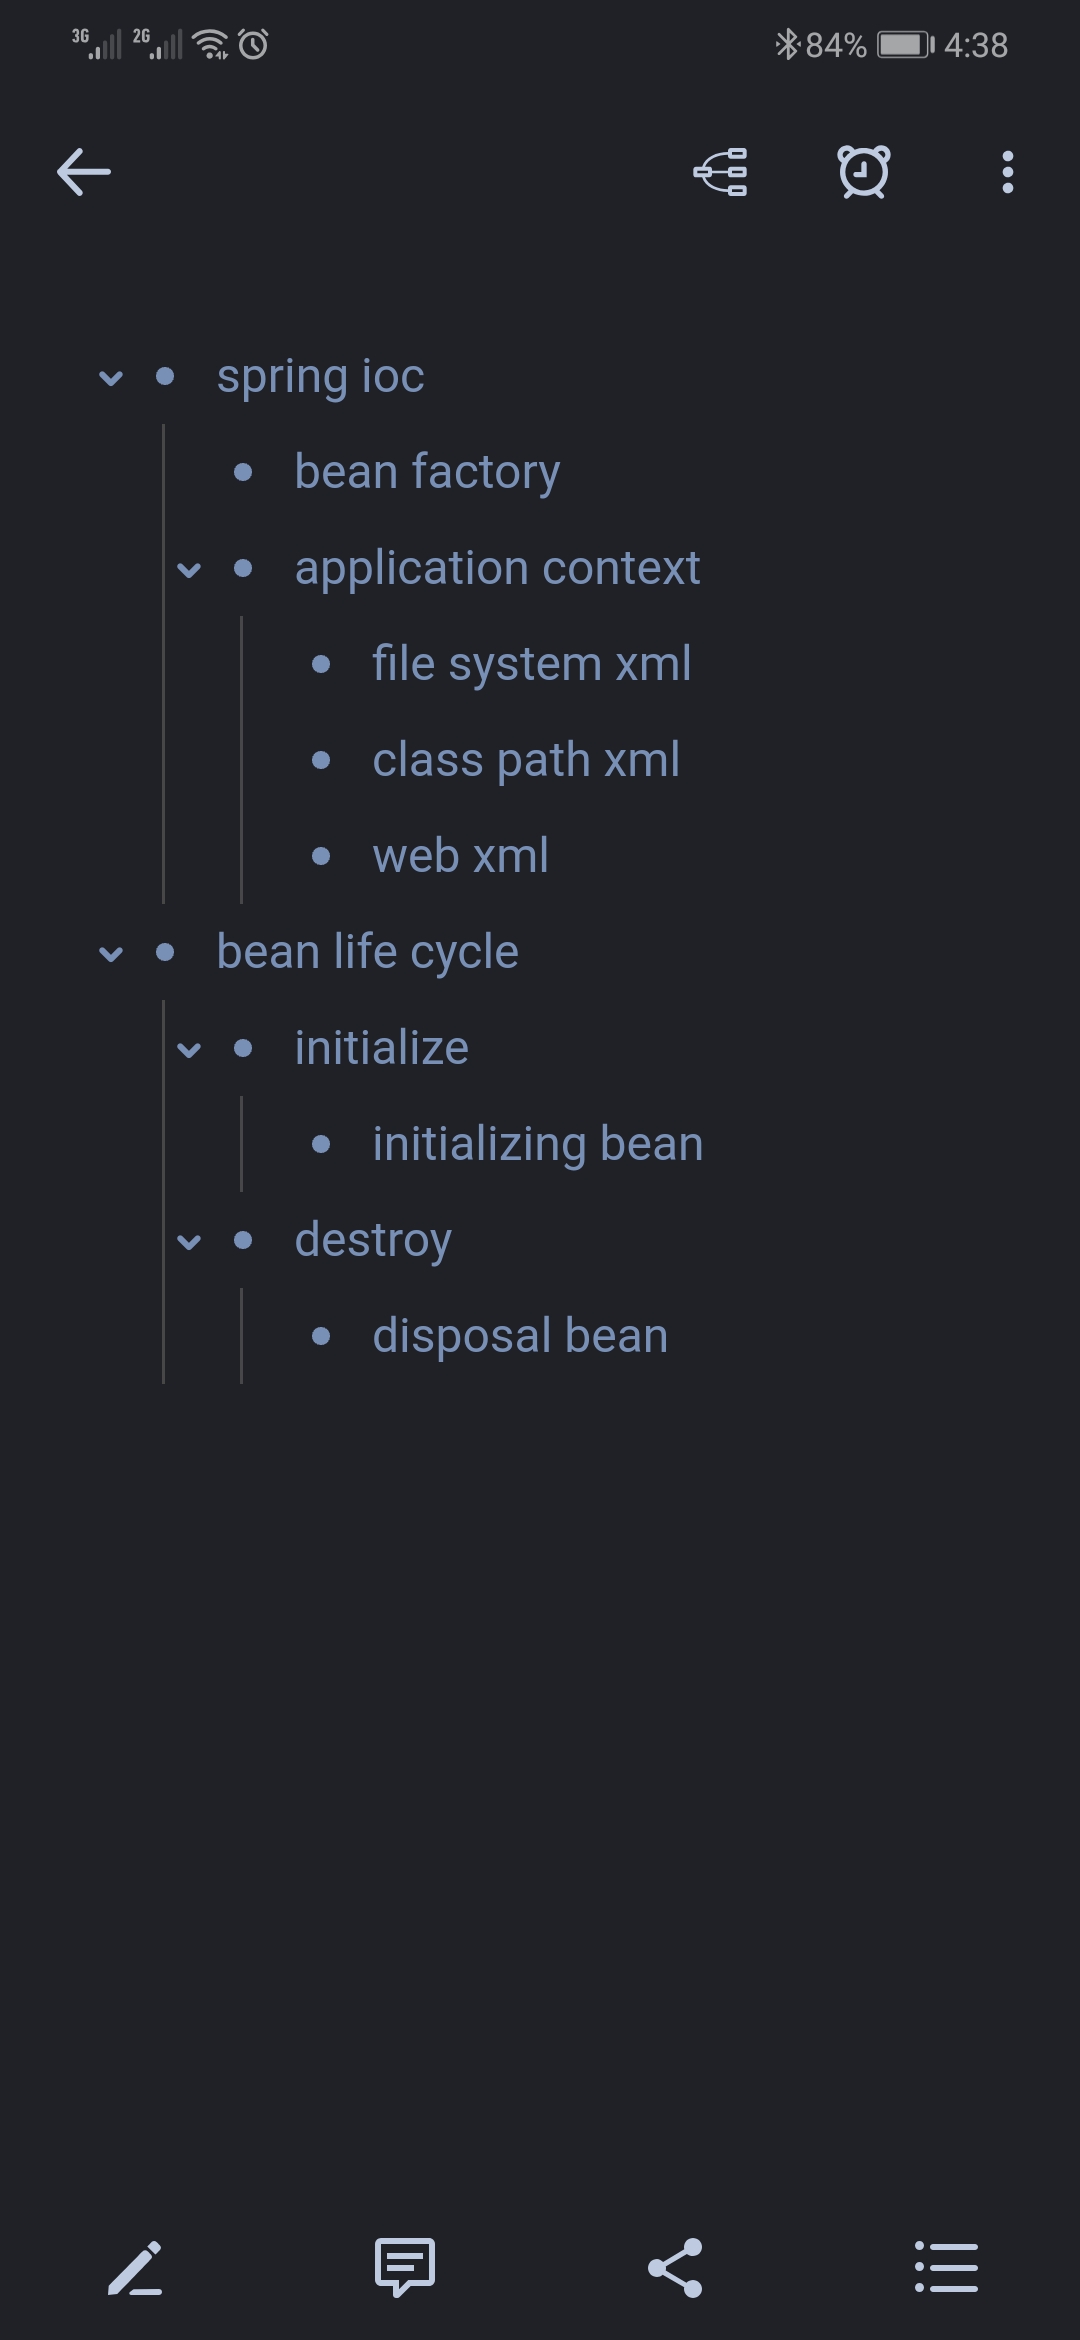 3G 2G 84% 4:38
spring ioc
bean factory
application context
file system xml
class path xml
web xml
bean life cycle
initialize
initializing bean
destroy
disposal bean